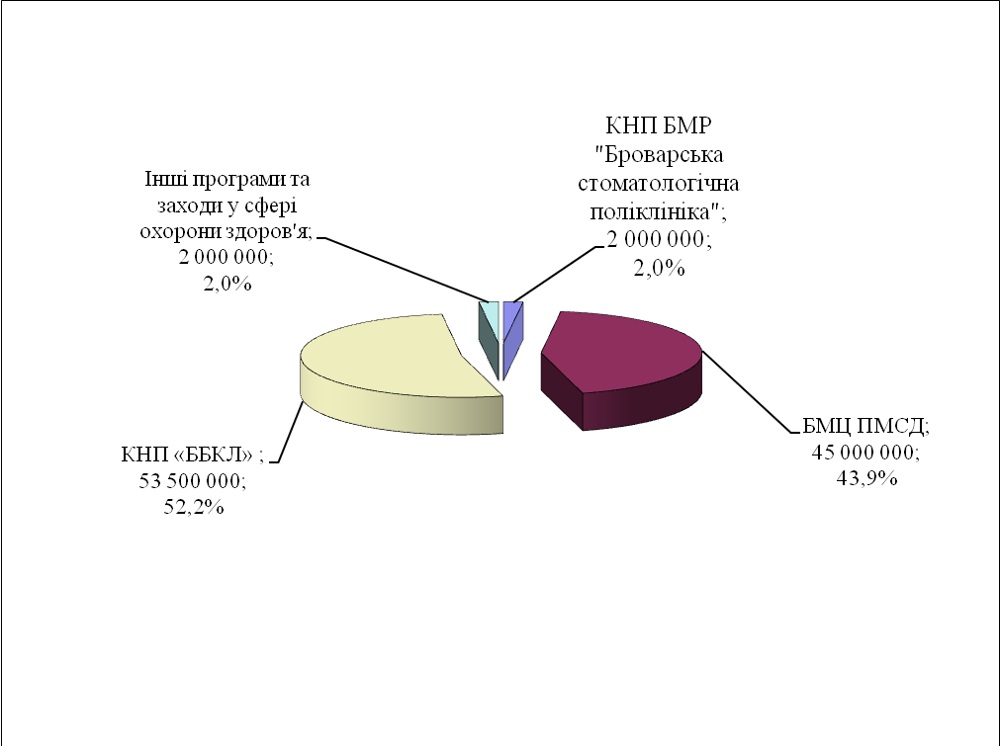 КНП БМР
"Броварська
стоматологічна
поліклініка";
2 000 000;
2,0%
Інші програми та
заходи у сфері
охорони здоров'я;
2 000 000;
2,0%
БМЦ ПМСД;
45 000 000;
43,9%
КНП «ББКЛ» ;
53 500 000;
52,2%